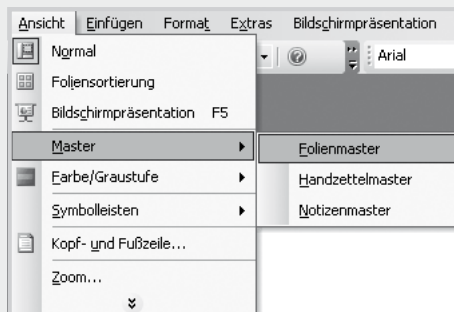 Ansicht Einfügen Format Extras Bildschirmpräsentation
Arial
Normal
Foliensortierung
Bildschirmpräsentation F5
Master
Folienmaster
Farbe/Graustufe
Handzettelmaster
Symbolleisten
Notizenmaster
Kopf- und Fußzeile...
Zoom...